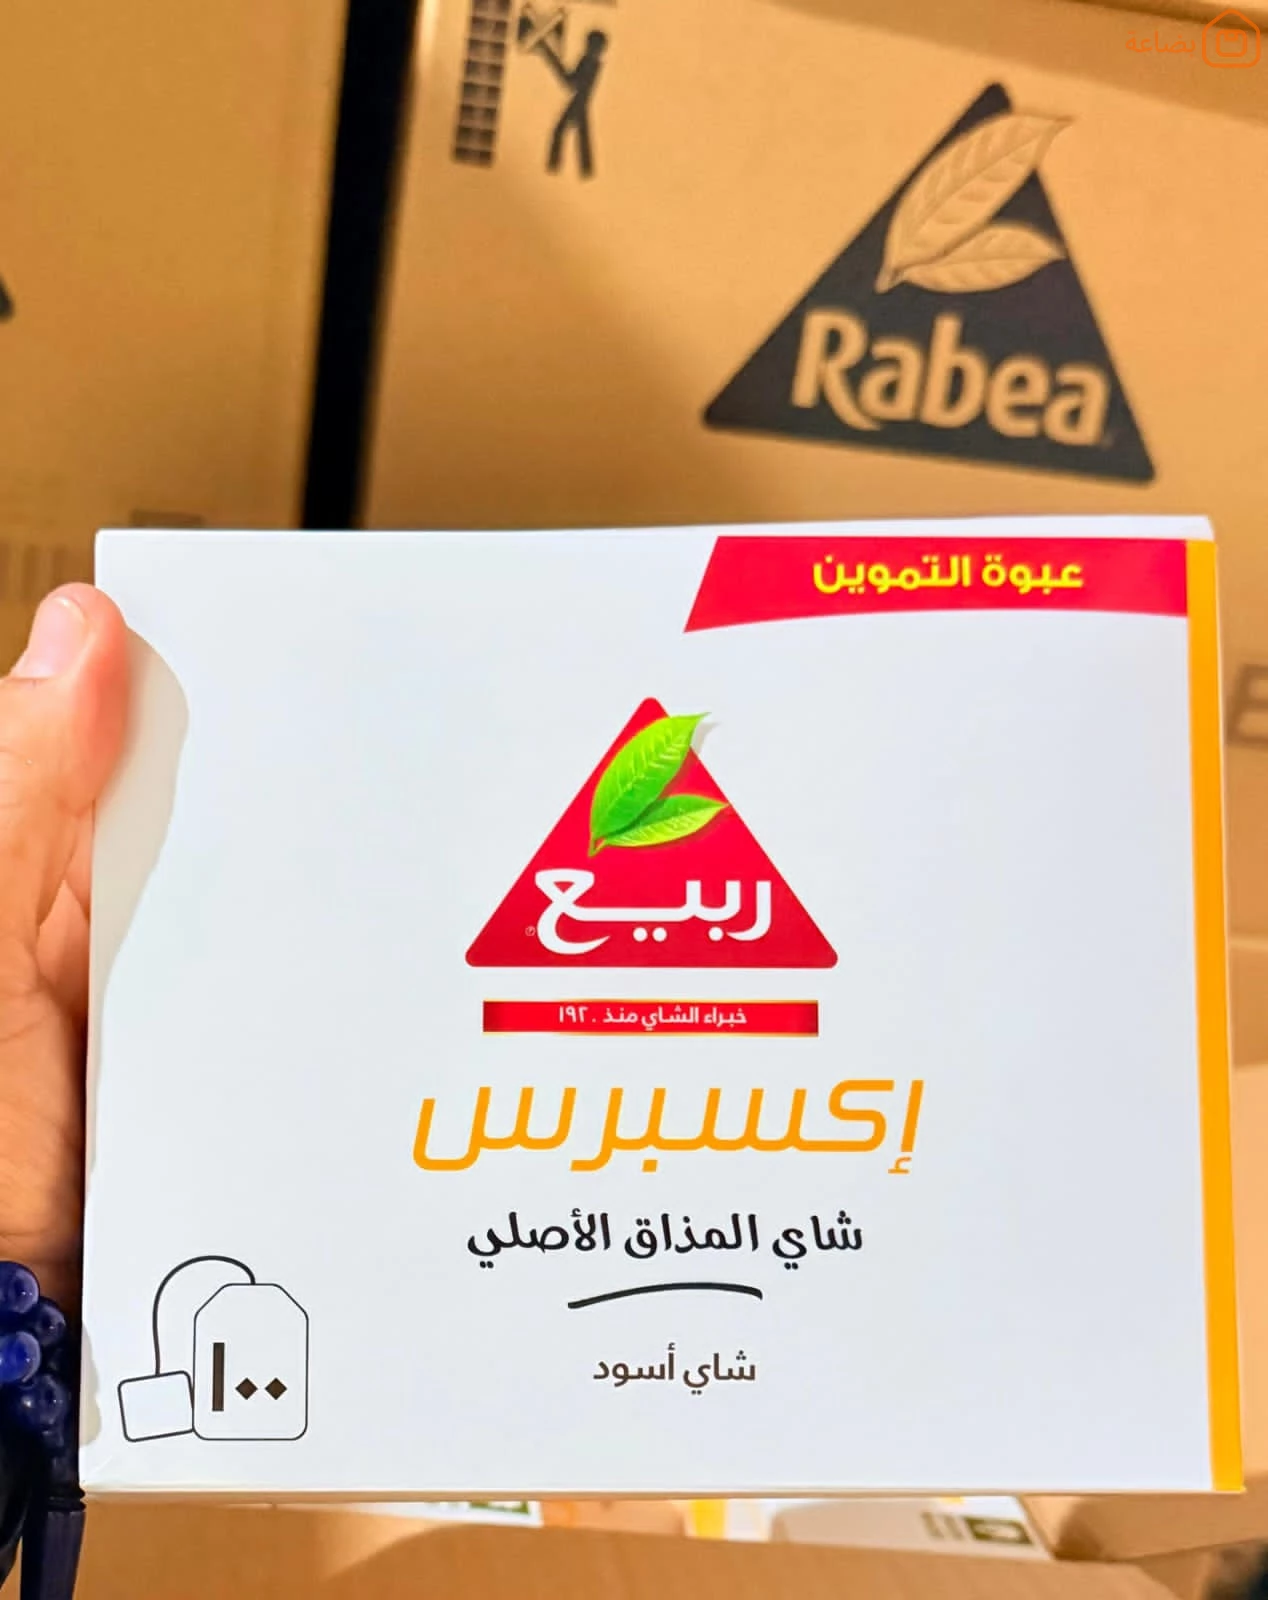 بضاعة
Rabea
عبوة التموين
ربيع
خبراء الشاي منذ ١٩٢٠
إكسبرس
شاي المذاق الأصلي
شاي أسود
١٠٠